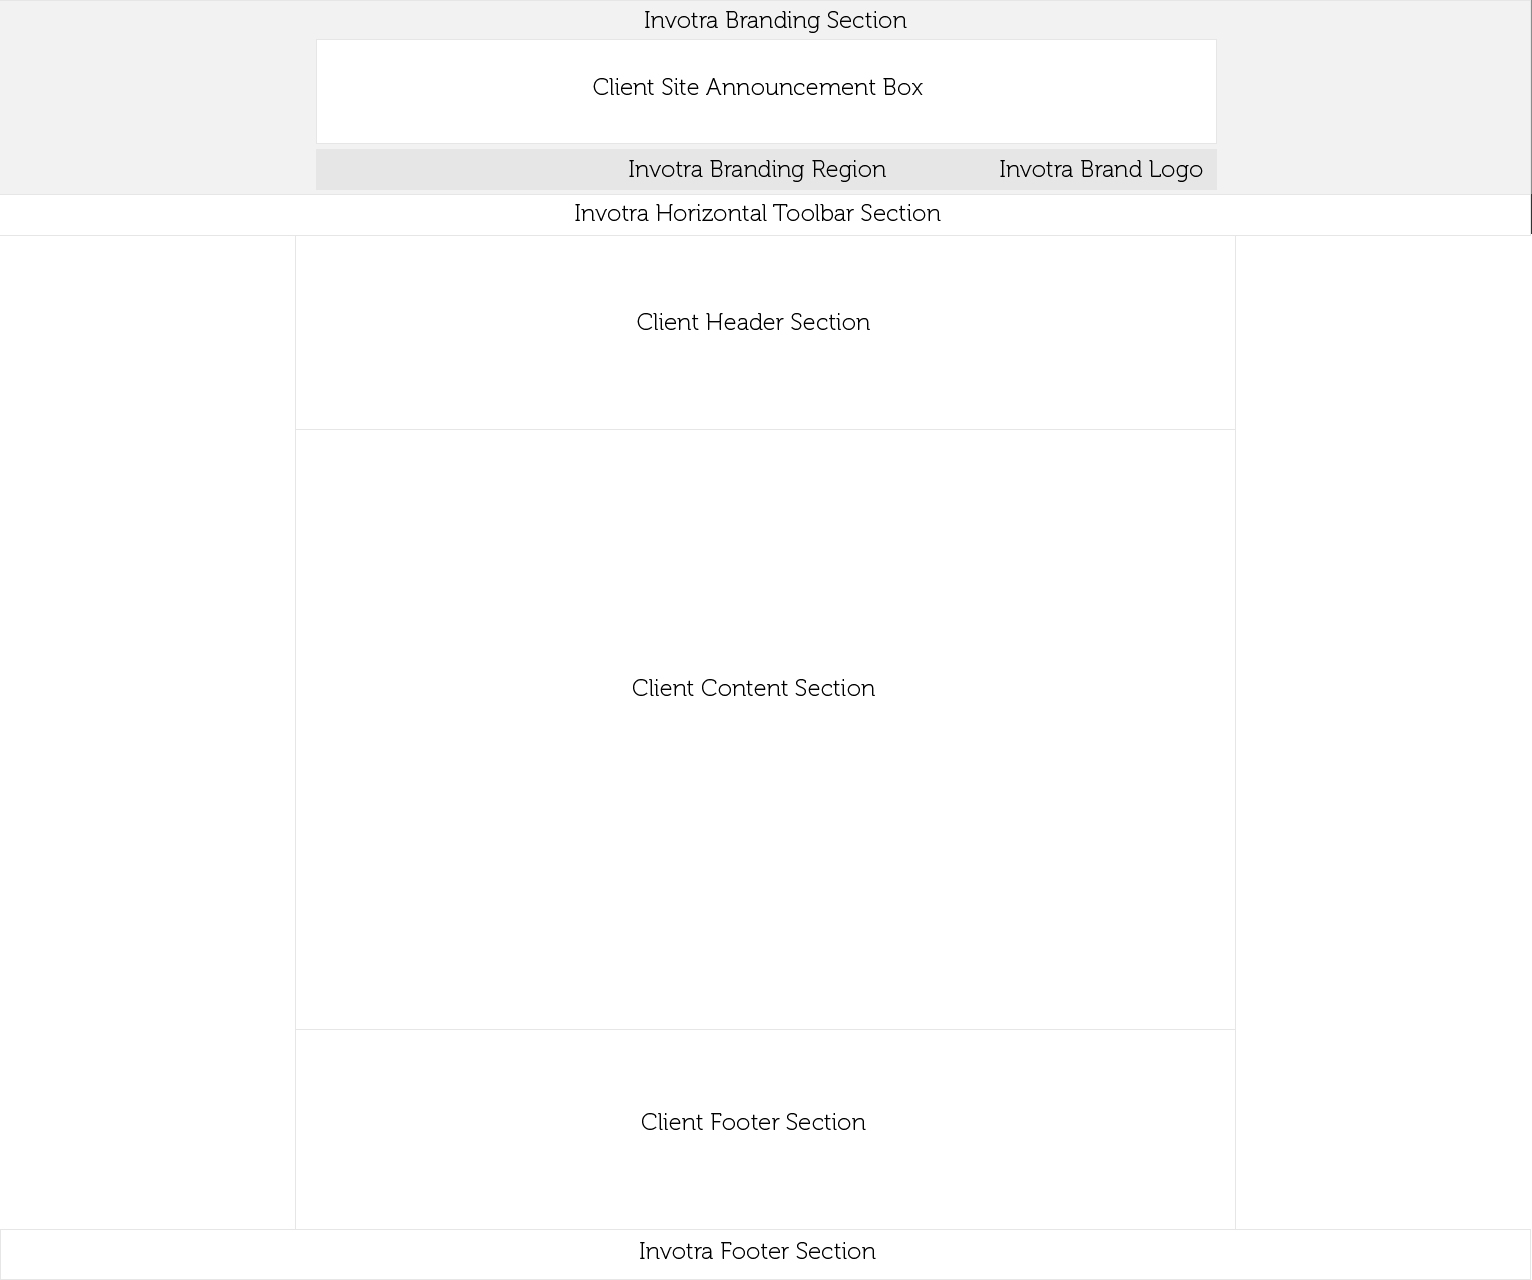 Invotra Branding Section
Client Site Announcement Box
Invotra Branding Region Invotra Brand Logo
Invotra Horizontal Toolbar Section
Client Header Section
Client Content Section
Client Footer Section
Invotra Footer Section